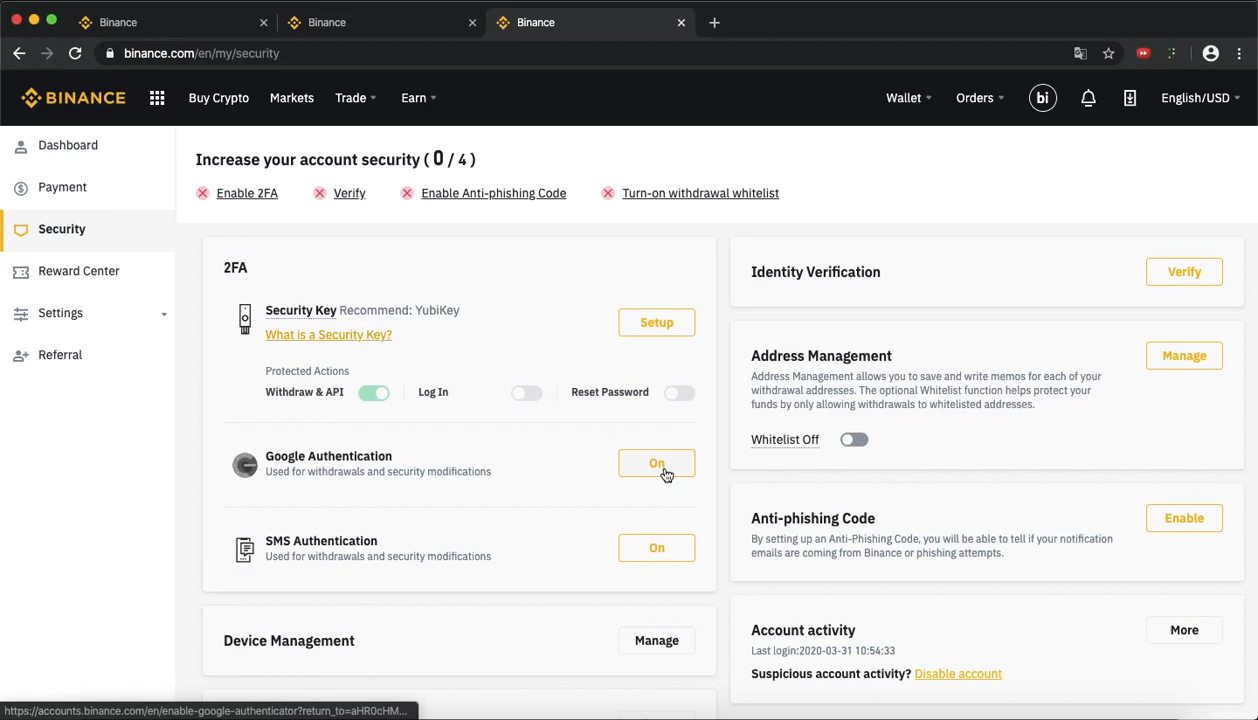 Binance
Binance
Binance
binance.com/en/my/security
BINANCE
Buy Crypto
Markets
Trade
Earn
Wallet
Orders
bi
English/USD
Dashboard
Payment
Security
Reward Center
Settings
Referral
Increase your account security ( 0 / 4 )
Enable 2FA
Verify
Enable Anti-phishing Code
Turn-on withdrawal whitelist
2FA
Security Key Recommend: YubiKey
What is a Security Key?
Setup
Protected Actions
Withdraw & API
Log In
Reset Password
Google Authentication
Used for withdrawals and security modifications
On
SMS Authentication
Used for withdrawals and security modifications
On
Device Management
Manage
Identity Verification
Verify
Address Management
Manage
Address Management allows you to save and write memos for each of your
withdrawal addresses. The optional Whitelist function helps protect your
funds by only allowing withdrawals to whitelisted addresses.
Whitelist Off
Anti-phishing Code
Enable
By setting up an Anti-Phishing Code, you will be able to tell if your notification
emails are coming from Binance or phishing attempts.
Account activity
More
Last login:2020-03-31 10:54:33
Suspicious account activity? Disable account
https://accounts.binance.com/en/enable-google-authenticator?return_to=aHR0cHM...